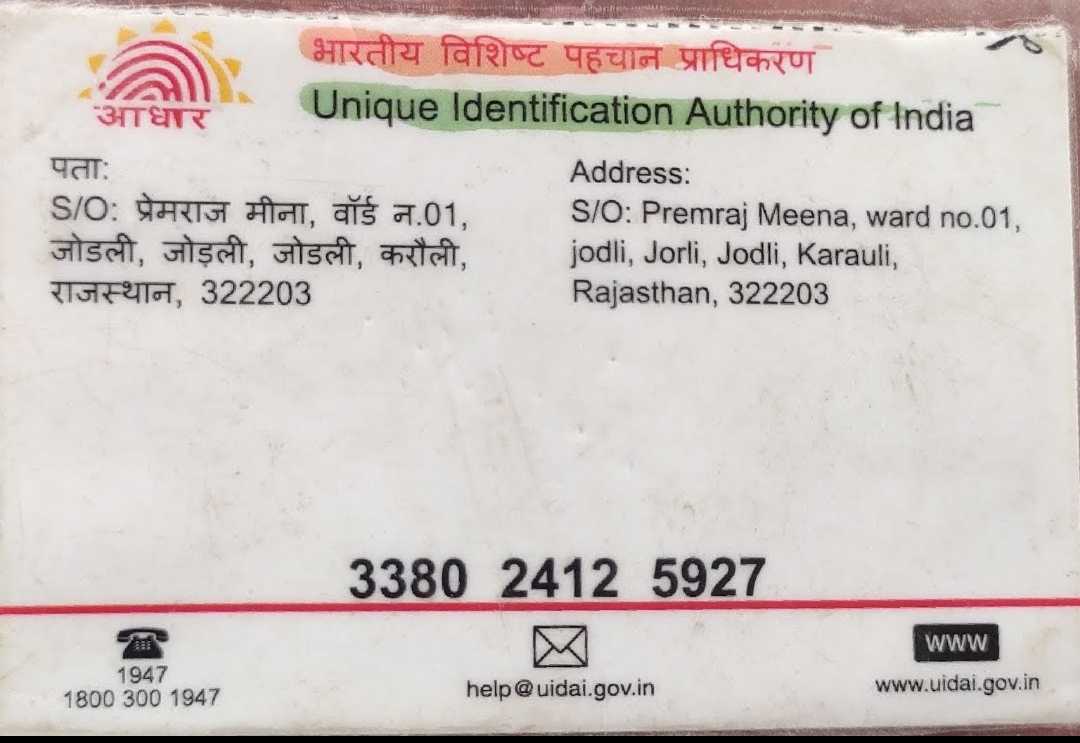 आधार
भारतीय विशिष्ट पहचान प्राधिकरण
Unique Identification Authority of India
पता:
S/O: प्रेमराज मीना, वॉर्ड न.01,
जोडली, जोड़ली, जोडली, करौली,
राजस्थान, 322203
Address:
S/O: Premraj Meena, ward no.01,
jodli, Jorli, Jodli, Karauli,
Rajasthan, 322203
3380 2412 5927
1947
1800 300 1947
help@uidai.gov.in
www
www.uidai.gov.in